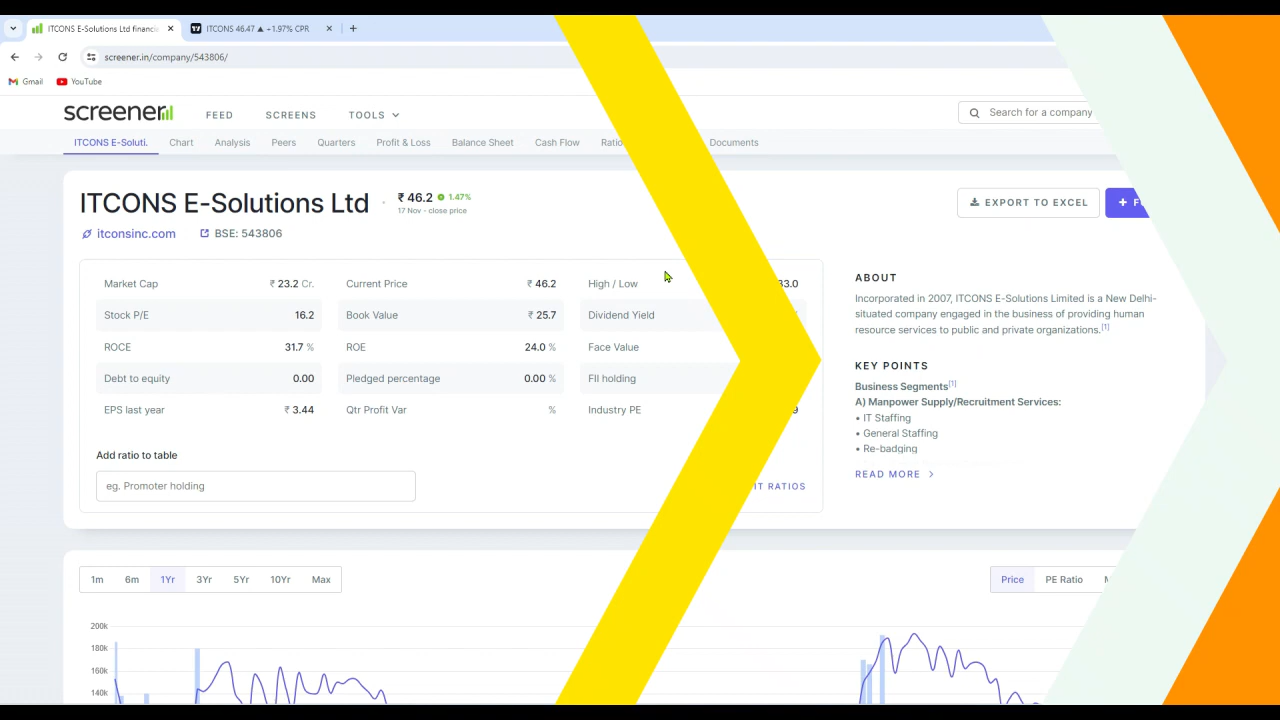 ITCONS E-Solutions Ltd financi
ITCONS 46.47 ▲ +1.97% CPR
screener.in/company/543806/
Gmail YouTube
screener
FEED SCREENS TOOLS
Search for a company
ITCONS E-Soluti. Chart Analysis Peers Quarters Profit & Loss Balance Sheet Cash Flow Ratio Documents
ITCONS E-Solutions Ltd
₹ 46.2 1.47%
17 Nov - close price
EXPORT TO EXCEL
itconsinc.com BSE: 543806
Market Cap ₹ 23.2 Cr. Current Price ₹ 46.2 High / Low 33.0
Stock P/E 16.2 Book Value ₹ 25.7 Dividend Yield
ROCE 31.7 % ROE 24.0 % Face Value
Debt to equity 0.00 Pledged percentage 0.00 % FII holding
EPS last year ₹ 3.44 Qtr Profit Var % Industry PE
Add ratio to table
eg. Promoter holding
IT RATIOS
ABOUT
Incorporated in 2007, ITCONS E-Solutions Limited is a New Delhi-
situated company engaged in the business of providing human
resource services to public and private organizations.[1]
KEY POINTS
Business Segments[1]
A) Manpower Supply/Recruitment Services:
• IT Staffing
• General Staffing
• Re-badging
READ MORE
1m 6m 1Yr 3Yr 5Yr 10Yr Max
Price PE Ratio
200k
180k
160k
140k